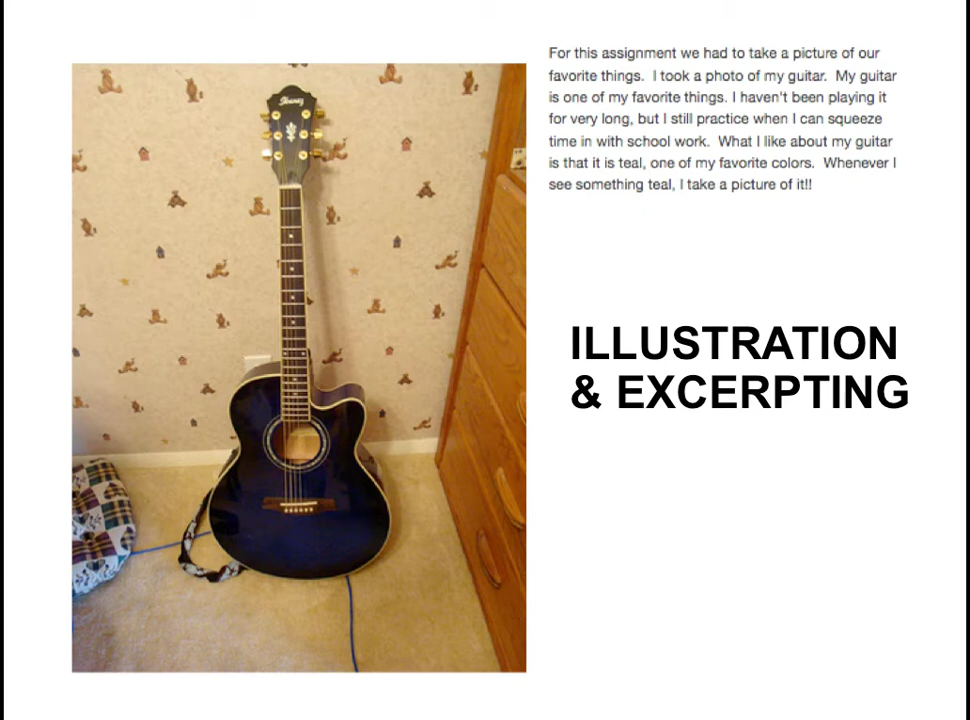 Ibanez
For this assignment we had to take a picture of our
favorite things.  I took a photo of my guitar.  My guitar
is one of my favorite things. I haven't been playing it
for very long, but I still practice when I can squeeze
time in with school work.  What I like about my guitar
is that it is teal, one of my favorite colors.  Whenever I
see something teal, I take a picture of it!!
ILLUSTRATION
& EXCERPTING